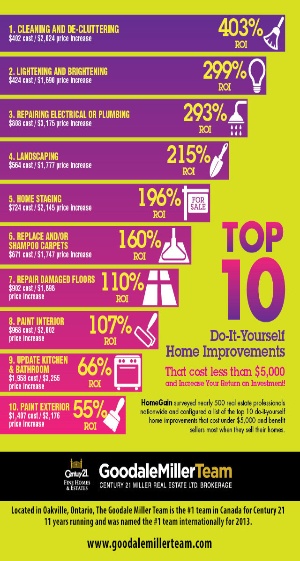 1. CLEANING AND DE-CLUTTERING
$402 cost / $2,024 price increase
403%
ROI
2. LIGHTENING AND BRIGHTENING
$424 cost / $1,690 price increase
299%
ROI
3. REPAIRING ELECTRICAL OR PLUMBING
$808 cost / $3,175 price increase
293%
ROI
4. LANDSCAPING
$564 cost / $1,777 price increase
215%
ROI
5. HOME STAGING
$724 cost / $2,145 price increase
196%
ROI
FOR
SALE
6. REPLACE AND/OR
SHAMPOO CARPETS
$671 cost / $1,747 price increase
160%
ROI
7. REPAIR DAMAGED FLOORS
$902 cost / $1,896
price increase
110%
ROI
8. PAINT INTERIOR
$968 cost / $2,002
price increase
107%
ROI
9. UPDATE KITCHEN
& BATHROOM
$1,958 cost / $3,255
price increase
66%
ROI
10. PAINT EXTERIOR
$1,407 cost / $2,176
price increase
55%
ROI
TOP
10
Do-It-Yourself
Home Improvements
That cost less than $5,000
and Increase Your Return on Investment!
HomeGain surveyed nearly 500 real estate professionals
nationwide and configured a list of the top 10 do-it-yourself
home improvements that cost under $5,000 and benefit
sellers most when they sell their homes.
Century 21
FINE HOMES
& ESTATES
GoodaleMillerTeam
CENTURY 21 MILLER REAL ESTATE LTD. BROKERAGE
Located in Oakville, Ontario, The Goodale Miller Team is the #1 team in Canada for Century 21
11 years running and was named the #1 team internationally for 2013.
www.goodalemillerteam.com